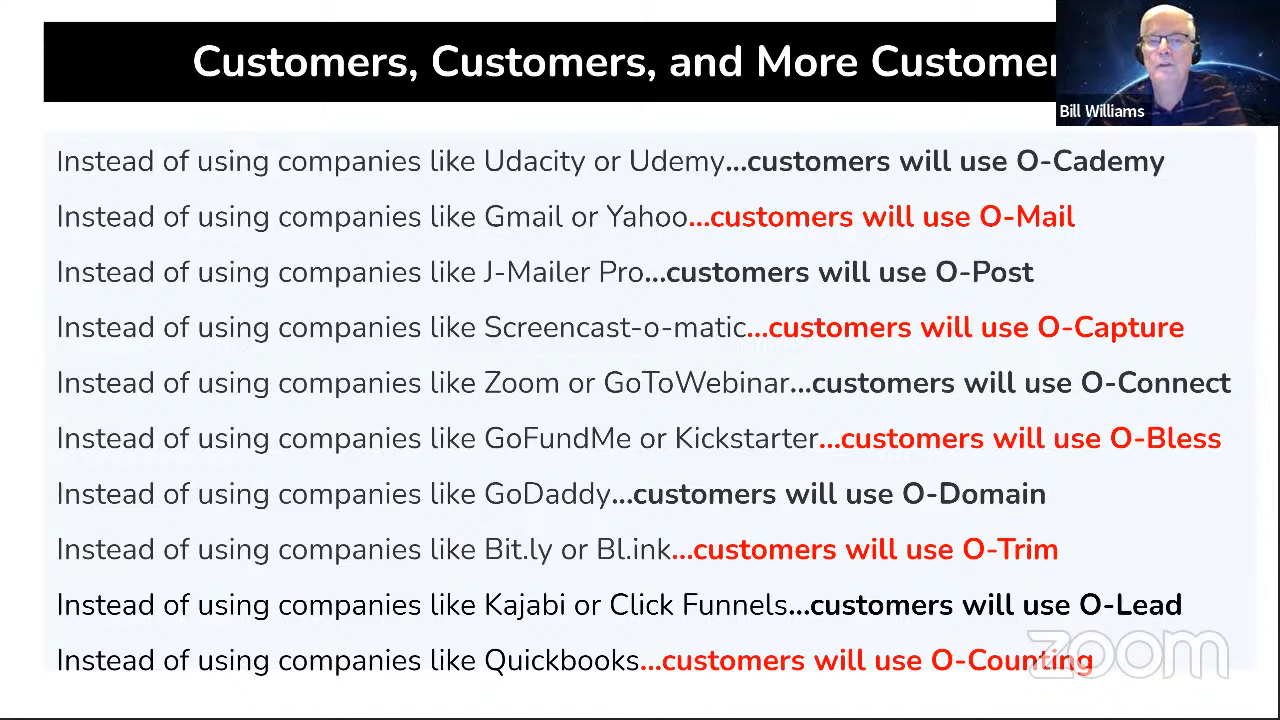 Customers, Customers, and More Customer
Bill Williams
Instead of using companies like Udacity or Udemy...customers will use O-Cademy
Instead of using companies like Gmail or Yahoo...customers will use O-Mail
Instead of using companies like J-Mailer Pro...customers will use O-Post
Instead of using companies like Screencast-o-matic...customers will use O-Capture
Instead of using companies like Zoom or GoToWebinar...customers will use O-Connect
Instead of using companies like GoFundMe or Kickstarter...customers will use O-Bless
Instead of using companies like GoDaddy...customers will use O-Domain
Instead of using companies like Bit.ly or Bl.ink...customers will use O-Trim
Instead of using companies like Kajabi or Click Funnels...customers will use O-Lead
Instead of using companies like Quickbooks...customers will use O-Counting
zoom